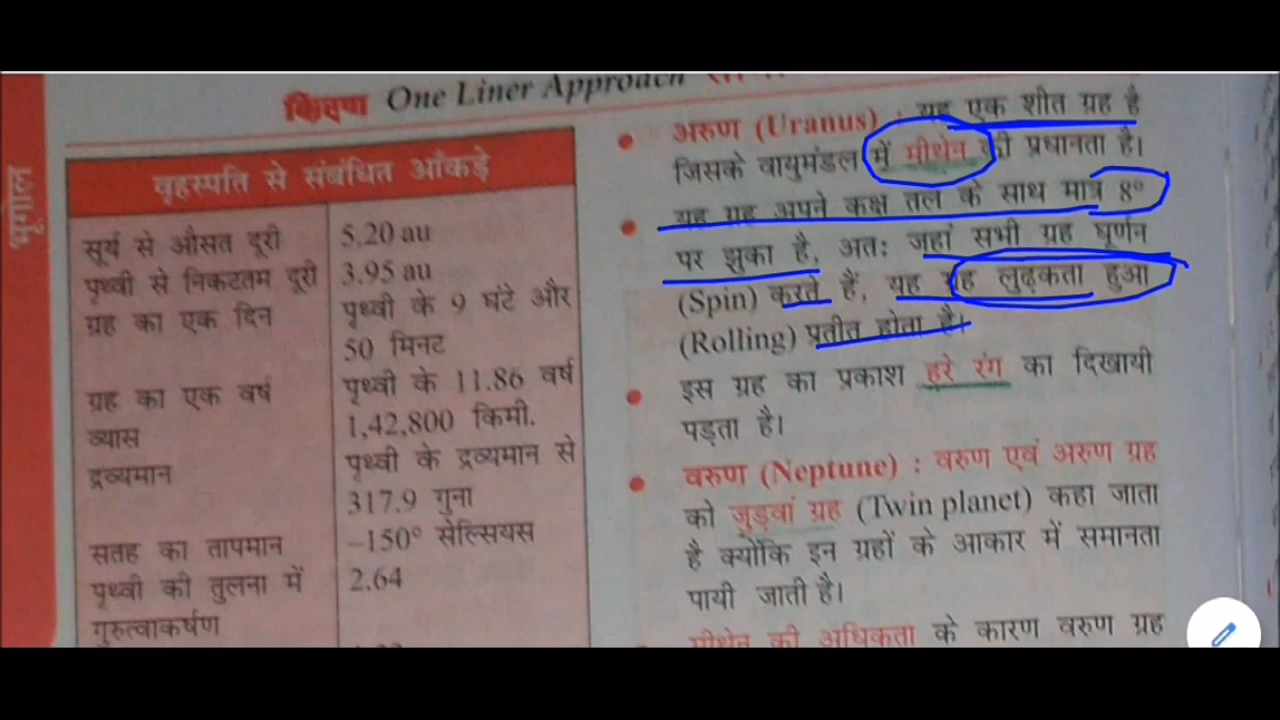 किरण One Liner Approach
भूगोल
वृहस्पति से संबंधित आँकड़े
सूर्य से औसत दूरी 5.20 au
पृथ्वी से निकटतम दूरी 3.95 au
ग्रह का एक दिन पृथ्वी के 9 घंटे और
50 मिनट
ग्रह का एक वर्ष पृथ्वी के 11.86 वर्ष
व्यास 1,42,800 किमी.
द्रव्यमान पृथ्वी के द्रव्यमान से
317.9 गुना
सतह का तापमान –150° सेल्सियस
पृथ्वी की तुलना में 2.64
गुरुत्वाकर्षण
• अरुण (Uranus) : यह एक शीत ग्रह है
जिसके वायुमंडल में मीथेन की प्रधानता है।
• यह ग्रह अपने कक्ष तल के साथ मात्र 8°
पर झुका है, अतः जहां सभी ग्रह घूर्णन
(Spin) करते हैं, यह ग्रह लुढ़कता हुआ
(Rolling) प्रतीत होता है।
• इस ग्रह का प्रकाश हरे रंग का दिखायी
पड़ता है।
• वरुण (Neptune) : वरुण एवं अरुण ग्रह
को जुड़वां ग्रह (Twin planet) कहा जाता
है क्योंकि इन ग्रहों के आकार में समानता
पायी जाती है।
मीथेन की अधिकता के कारण वरुण ग्रह